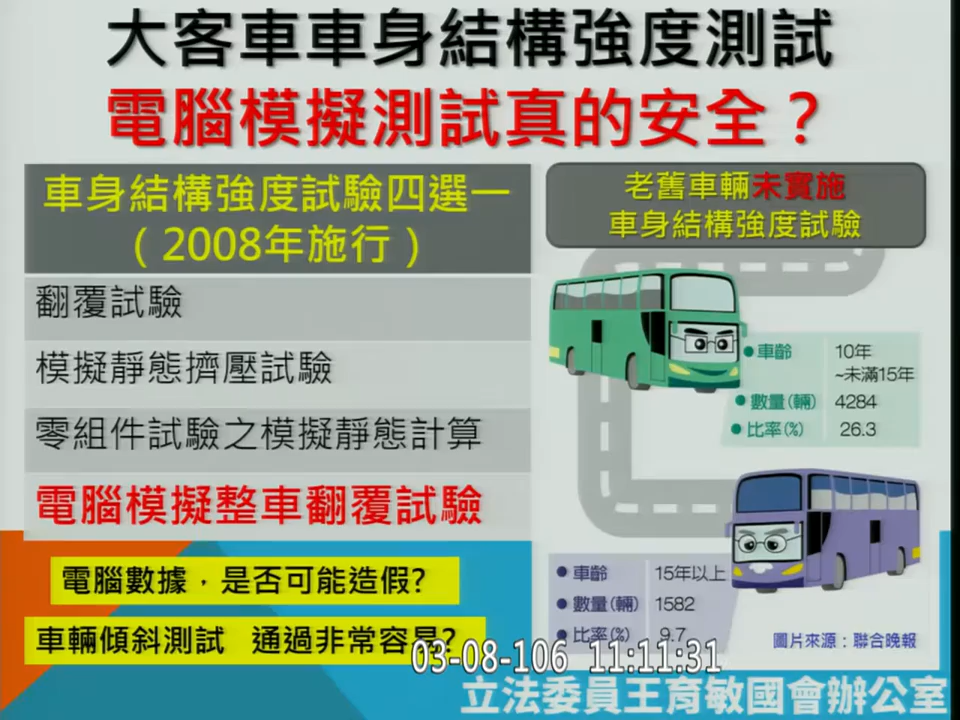 大客車車身結構強度測試
電腦模擬測試真的安全？
車身結構強度試驗四選一
（2008年施行）
翻覆試驗
模擬靜態擠壓試驗
零組件試驗之模擬靜態計算
電腦模擬整車翻覆試驗
電腦數據，是否可能造假?
車輛傾斜測試 通過非常容易?
老舊車輛未實施
車身結構強度試驗
車齡 10年
~未滿15年
數量(輛) 4284
比率(%) 26.3
車齡 15年以上
數量(輛) 1582
比率(%) 9.7
圖片來源：聯合晚報
03-08-106 11:11:31
立法委員王育敏國會辦公室